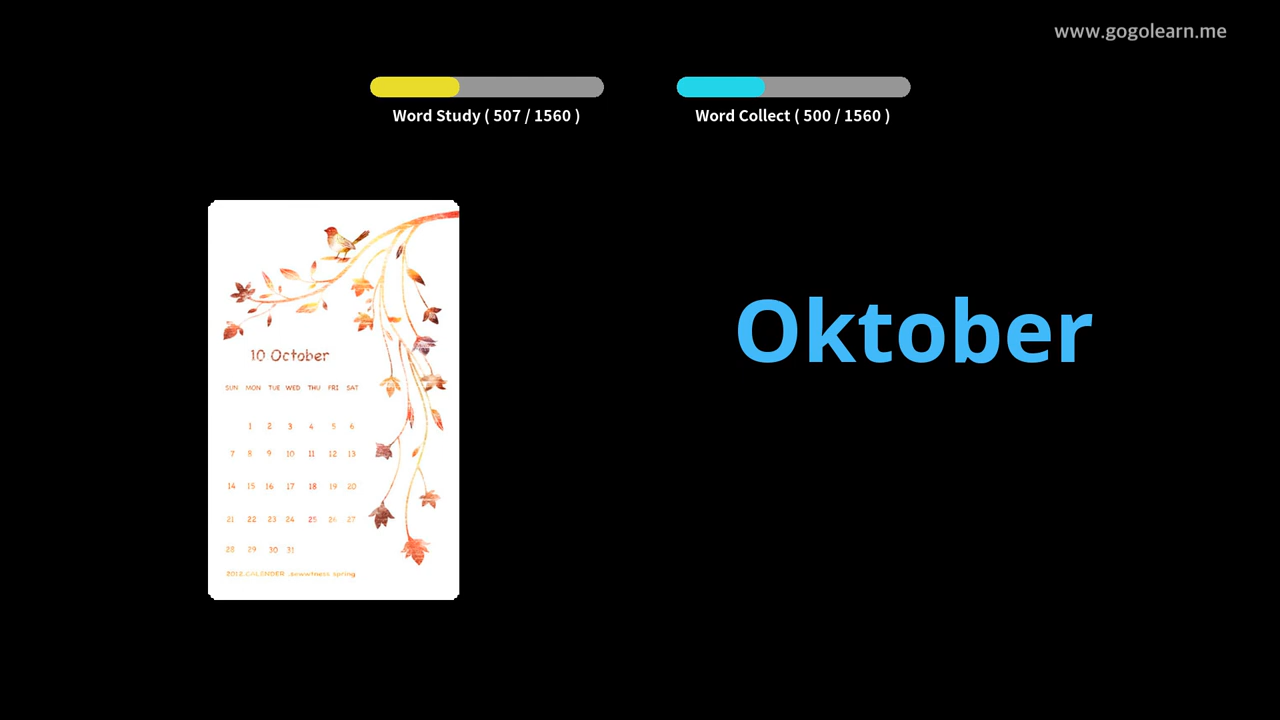 www.gogolearn.me
Word Study ( 507 / 1560 )
Word Collect ( 500 / 1560 )
10 October
SUN MON TUE WED THU FRI SAT
1 2 3 4 5 6
7 8 9 10 11 12 13
14 15 16 17 18 19 20
21 22 23 24 25 26 27
28 29 30 31
2012.CALENDER spring
Oktober